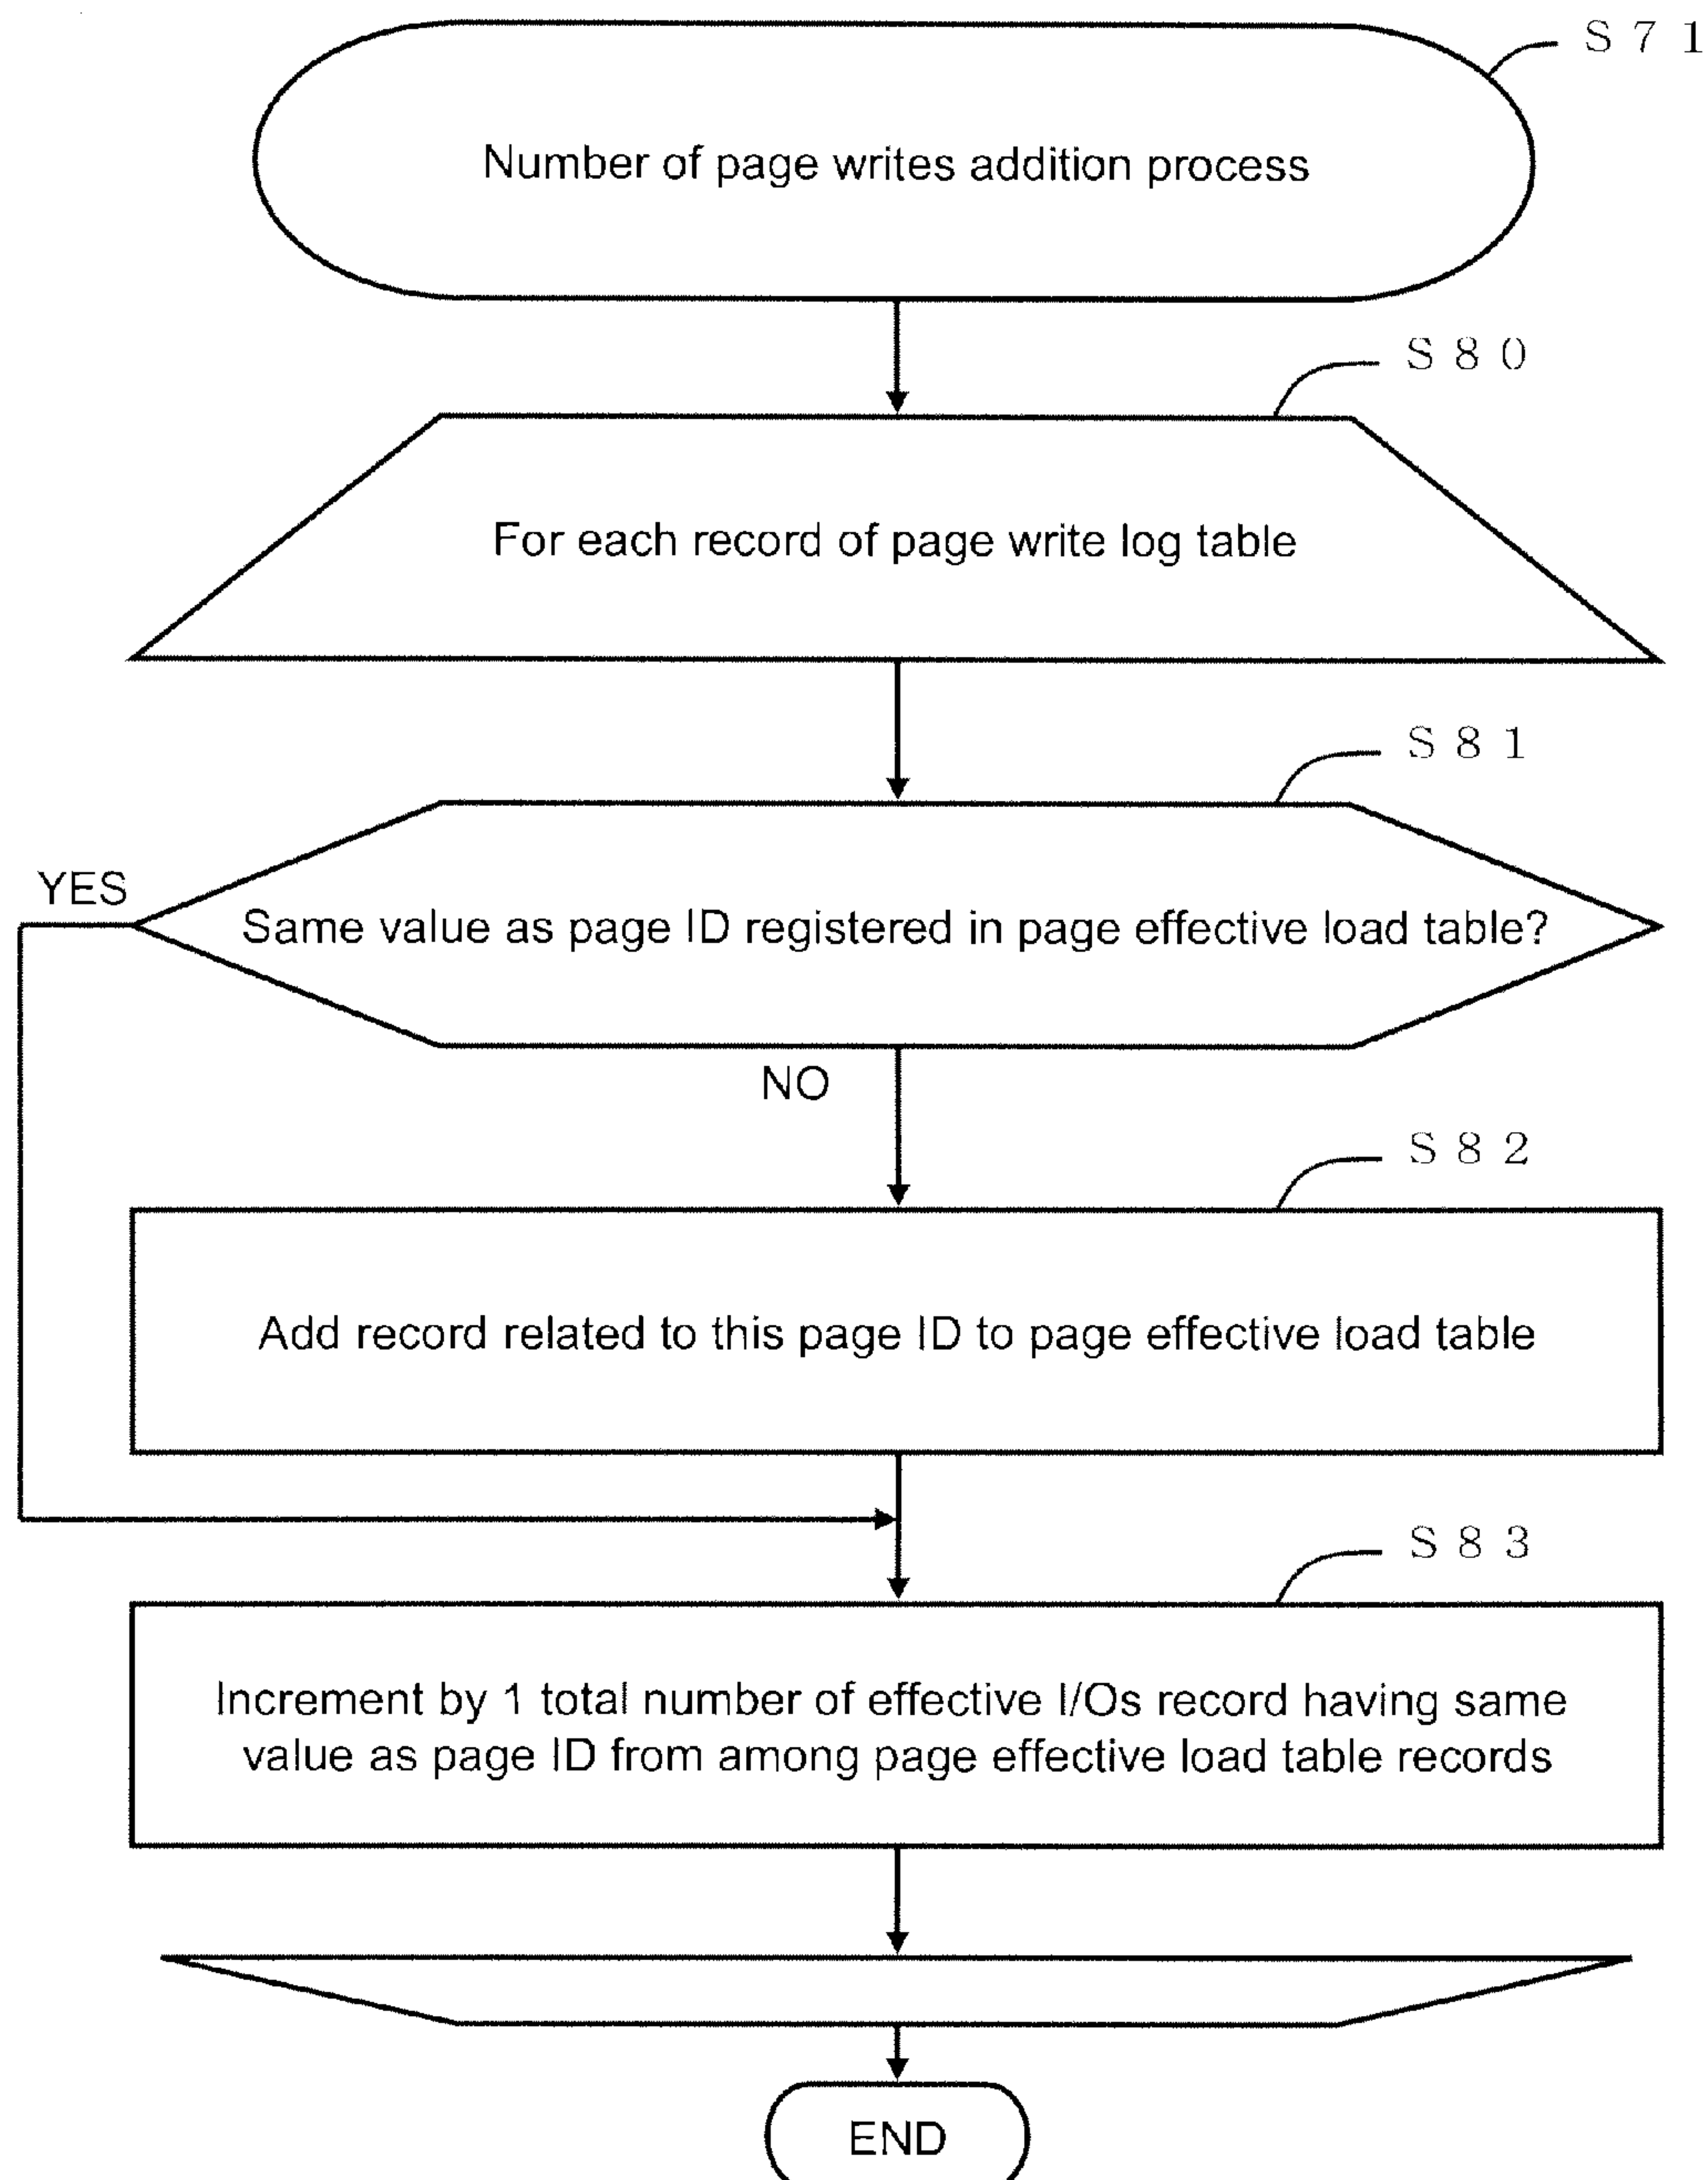 S71
Number of page writes addition process
S80
For each record of page write log table
S81
YES
Same value as page ID registered in page effective load table?
NO
S82
Add record related to this page ID to page effective load table
S83
Increment by 1 total number of effective I/Os record having same
value as page ID from among page effective load table records
END